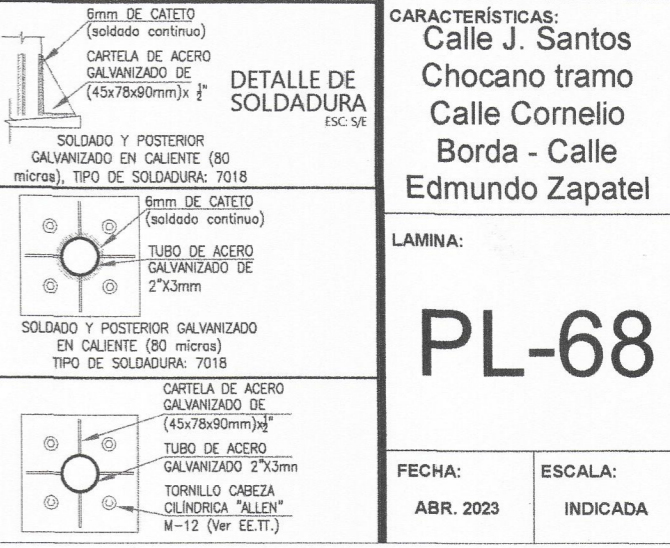 6mm DE CATETO
(soldado continuo)
CARTELA DE ACERO
GALVANIZADO DE
(45x78x90mm)x ½"
DETALLE DE
SOLDADURA
ESC: S/E
SOLDADO Y POSTERIOR
GALVANIZADO EN CALIENTE (80
micras), TIPO DE SOLDADURA: 7018
6mm DE CATETO
(soldado continuo)
TUBO DE ACERO
GALVANIZADO DE
2"X3mm
SOLDADO Y POSTERIOR GALVANIZADO
EN CALIENTE (80 micras)
TIPO DE SOLDADURA: 7018
CARTELA DE ACERO
GALVANIZADO DE
(45x78x90mm)x½"
TUBO DE ACERO
GALVANIZADO 2"X3mm
TORNILLO CABEZA
CILÍNDRICA "ALLEN"
M-12 (Ver EE.TT.)
CARACTERÍSTICAS:
Calle J. Santos
Chocano tramo
Calle Cornelio
Borda - Calle
Edmundo Zapatel
LAMINA:
PL-68
FECHA:
ABR. 2023
ESCALA:
INDICADA